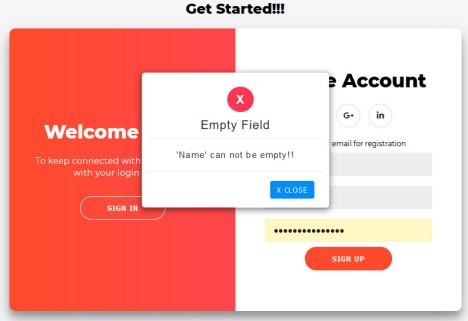 Get Started!!!
Welcome
To keep connected with
with your login
SIGN IN
X
Empty Field
'Name' can not be empty!!
X CLOSE
Account
G+ in
email for registration
•••••••••••••••
SIGN UP